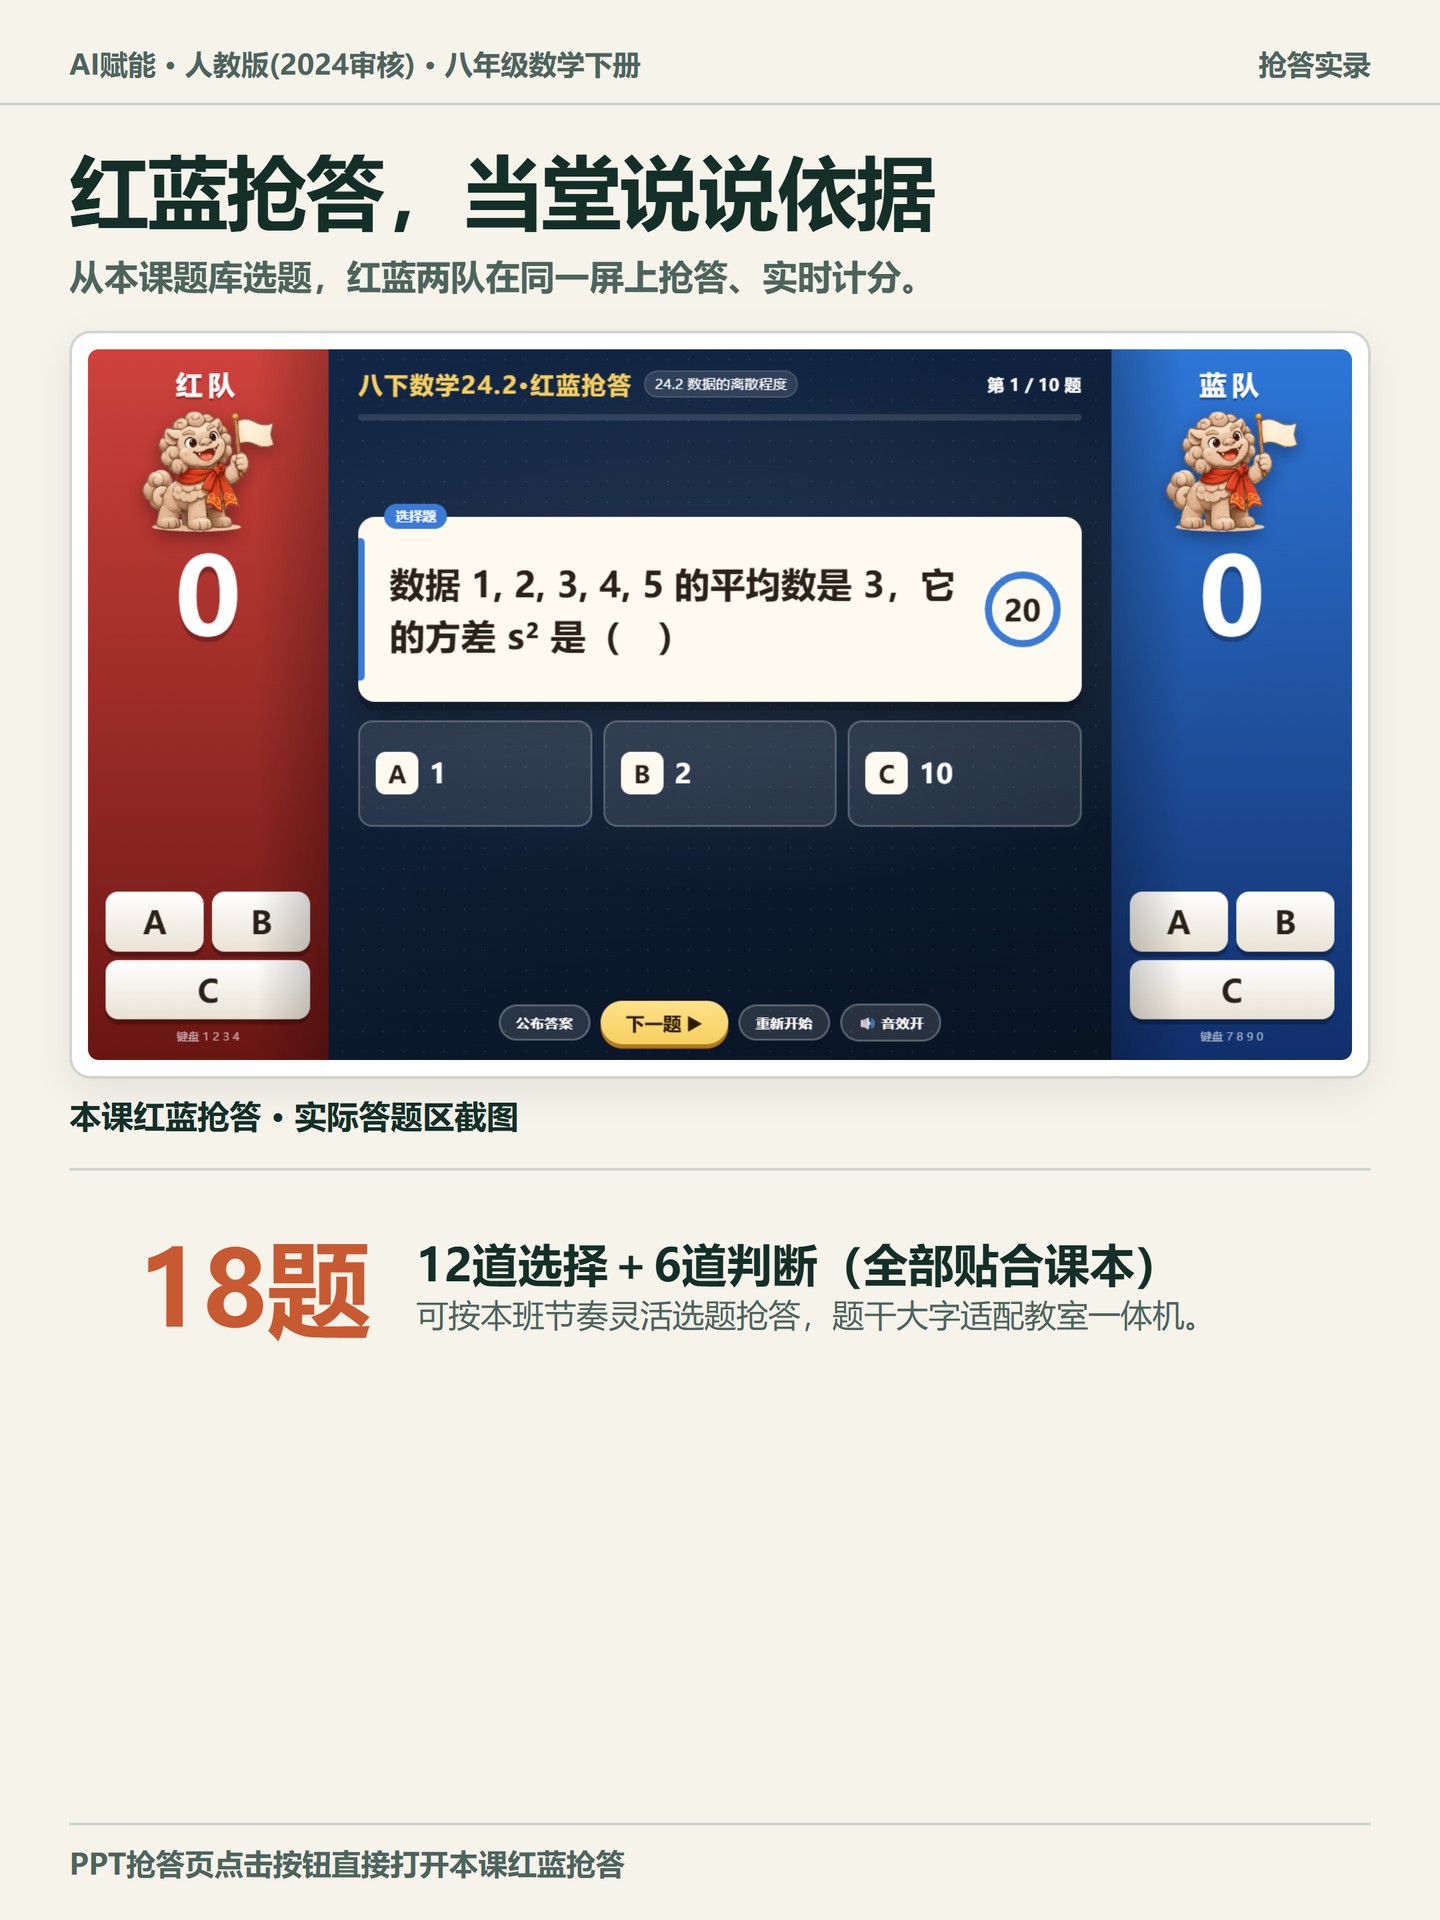 AI赋能 • 人教版(2024审核) • 八年级数学下册
抢答实录
红蓝抢答，当堂说说依据
从本课题库选题，红蓝两队在同一屏上抢答、实时计分。
红队
0
A
B
C
键盘 1 2 3 4
八下数学24.2•红蓝抢答
24.2 数据的离散程度
第 1 / 10 题
选择题
数据 1, 2, 3, 4, 5 的平均数是 3，它
的方差 s² 是（　）
20
A 1
B 2
C 10
公布答案
下一题 ▶
重新开始
🔊 音效开
蓝队
0
A
B
C
键盘 7 8 9 0
本课红蓝抢答 • 实际答题区截图
18题
12道选择 + 6道判断（全部贴合课本）
可按本班节奏灵活选题抢答，题干大字适配教室一体机。
PPT抢答页点击按钮直接打开本课红蓝抢答